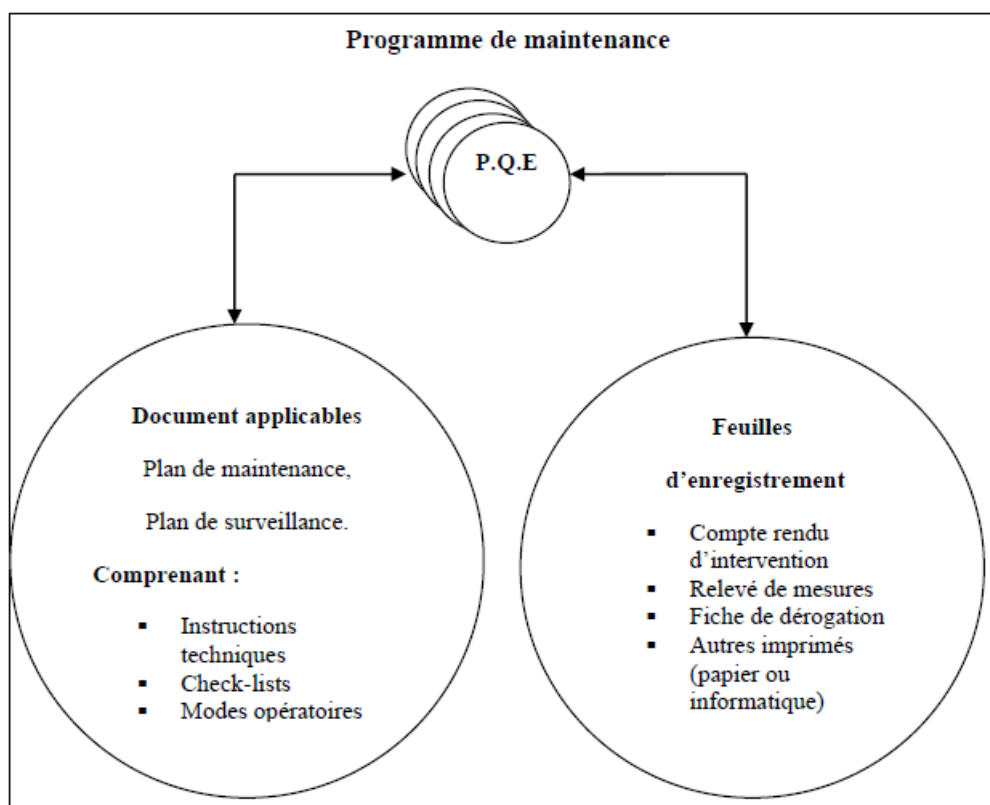 Programme de maintenance
P.Q.E
Document applicables
Plan de maintenance,
Plan de surveillance.
Comprenant :
▪ Instructions
techniques
▪ Check-lists
▪ Modes opératoires
Feuilles
d’enregistrement
▪ Compte rendu
d’intervention
▪ Relevé de mesures
▪ Fiche de dérogation
▪ Autres imprimés
(papier ou
informatique)